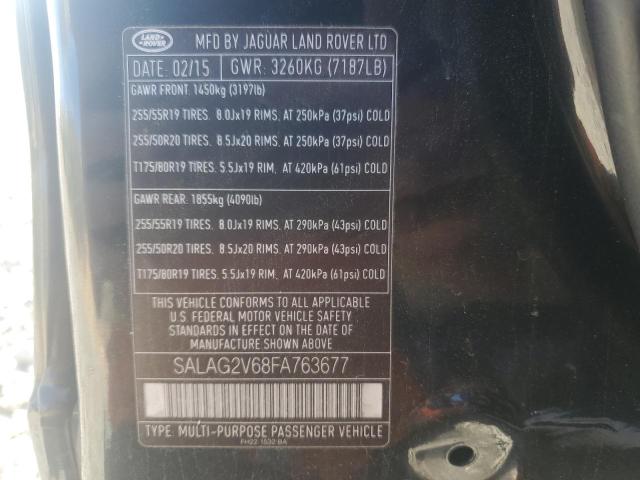 LAND ROVER
MFD BY JAGUAR LAND ROVER LTD
DATE: 02/15 GWR: 3260KG (7187LB)
GAWR FRONT: 1450kg (3197lb)
255/55R19 TIRES. 8.0Jx19 RIMS, AT 250kPa (37psi) COLD
255/50R20 TIRES. 8.5Jx20 RIMS, AT 250kPa (37psi) COLD
T175/80R19 TIRES. 5.5Jx19 RIM, AT 420kPa (61psi) COLD
GAWR REAR: 1855kg (4090lb)
255/55R19 TIRES. 8.0Jx19 RIMS, AT 290kPa (43psi) COLD
255/50R20 TIRES. 8.5Jx20 RIMS, AT 290kPa (43psi) COLD
T175/80R19 TIRES. 5.5Jx19 RIM, AT 420kPa (61psi) COLD
THIS VEHICLE CONFORMS TO ALL APPLICABLE
U.S. FEDERAL MOTOR VEHICLE SAFETY
STANDARDS IN EFFECT ON THE DATE OF
MANUFACTURE SHOWN ABOVE
SALAG2V68FA763677
TYPE: MULTI-PURPOSE PASSENGER VEHICLE
FH22 1532 BA